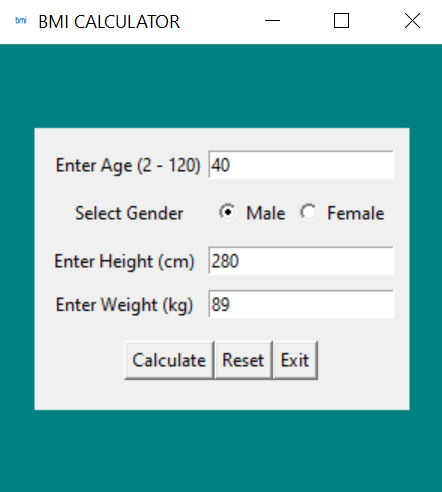 bmi BMI CALCULATOR
Enter Age (2 - 120) 40
Select Gender Male Female
Enter Height (cm) 280
Enter Weight (kg) 89
Calculate Reset Exit